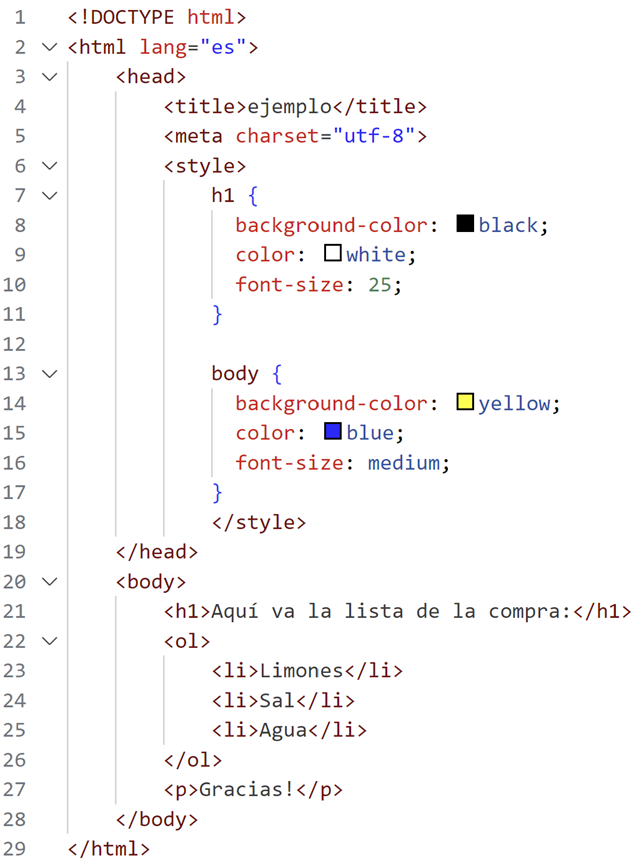 1 <!DOCTYPE html>
2 <html lang="es">
3 <head>
4 <title>ejemplo</title>
5 <meta charset="utf-8">
6 <style>
7 h1 {
8 background-color: black;
9 color: white;
10 font-size: 25;
11 }
12
13 body {
14 background-color: yellow;
15 color: blue;
16 font-size: medium;
17 }
18 </style>
19 </head>
20 <body>
21 <h1>Aquí va la lista de la compra:</h1>
22 <ol>
23 <li>Limones</li>
24 <li>Sal</li>
25 <li>Agua</li>
26 </ol>
27 <p>Gracias!</p>
28 </body>
29 </html>